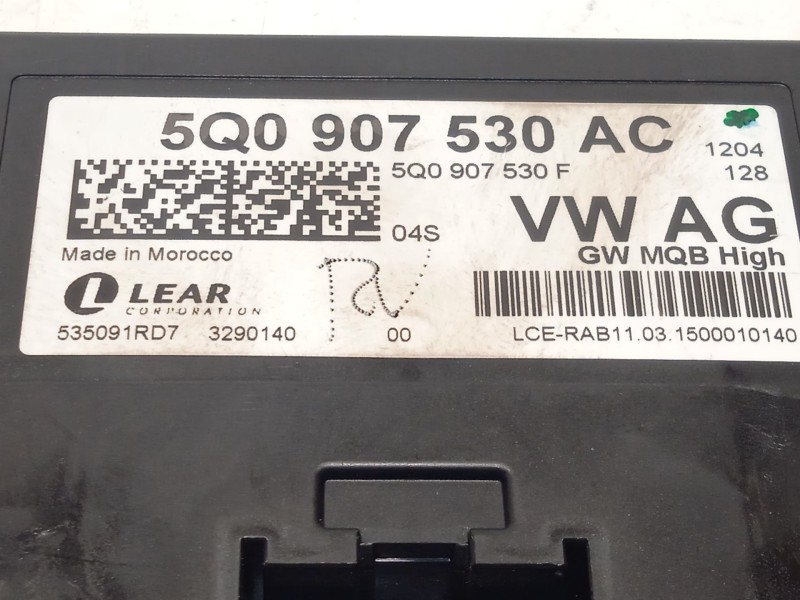 5Q0 907 530 AC 1204
5Q0 907 530 F 128
04S VW AG
Made in Morocco GW MQB High
LEAR
CORPORATION
535091RD7 3290140 00 LCE-RAB11.03.1500010140